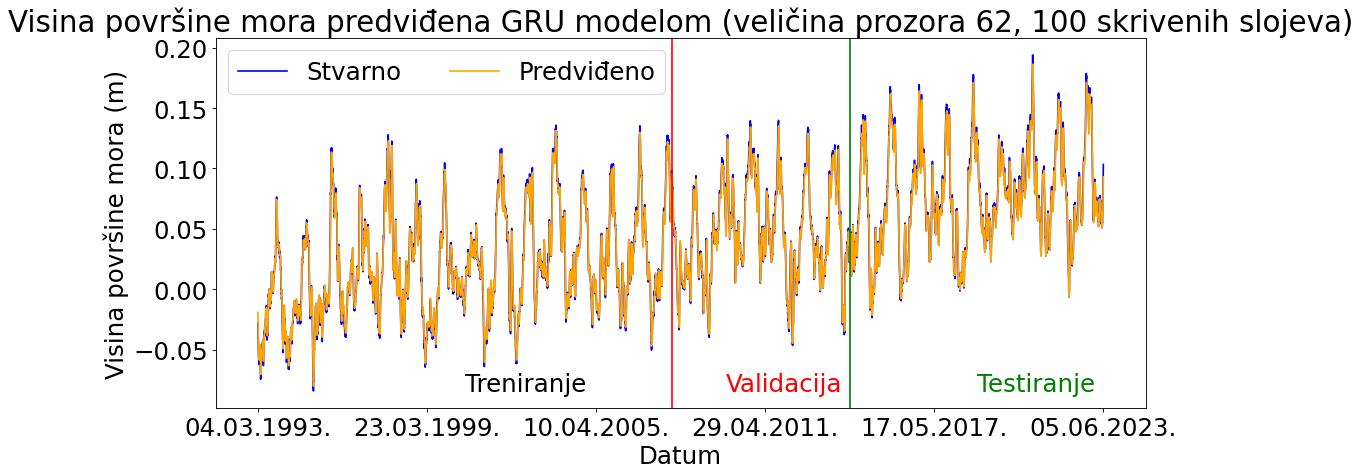 Visina površine mora predviđena GRU modelom (veličina prozora 62, 100 skrivenih slojeva)
Stvarno
Predviđeno
Visina površine mora (m)
0.20
0.15
0.10
0.05
0.00
−0.05
Treniranje
Validacija
Testiranje
04.03.1993.
23.03.1999.
10.04.2005.
29.04.2011.
17.05.2017.
05.06.2023.
Datum